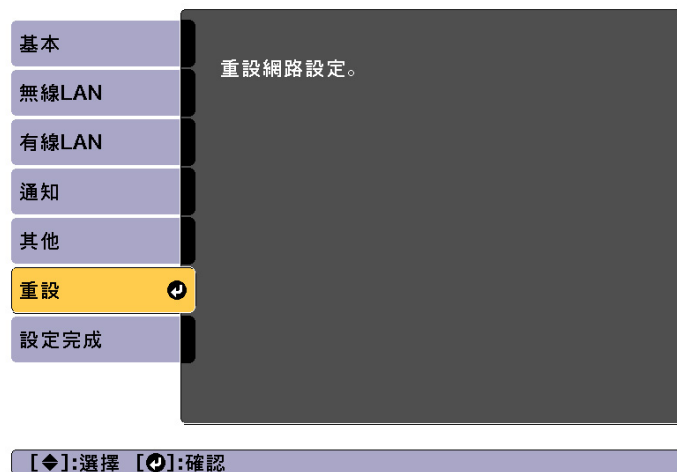 基本
無線LAN
有線LAN
通知
其他
重設
設定完成
重設網路設定。
[◆]:選擇 [↵]:確認